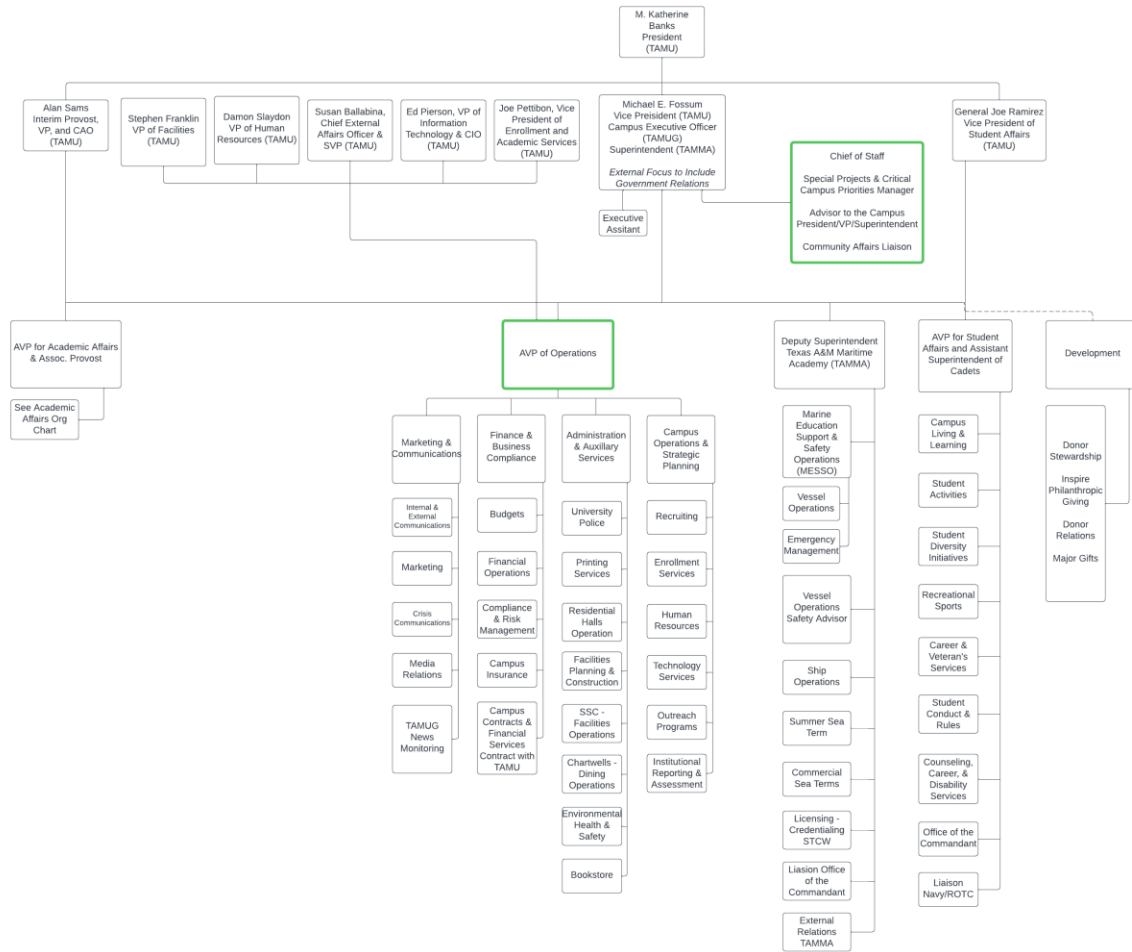 M. Katherine
Banks
President
(TAMU)
Alan Sams
Interim Provost,
VP, and CAO
(TAMU)
Stephen Franklin
VP of Facilities
(TAMU)
Damon Slaydon
VP of Human
Resources (TAMU)
Susan Ballabina,
Chief External
Affairs Officer &
SVP (TAMU)
Ed Pierson, VP of
Information
Technology & CIO
(TAMU)
Joe Pettibon, Vice
President of
Enrollment and
Academic Services
(TAMU)
Michael E. Fossum
Vice President (TAMU)
Campus Executive Officer
(TAMUG)
Superintendent (TAMMA)
External Focus to Include
Government Relations
General Joe Ramirez
Vice President of
Student Affairs
(TAMU)
Chief of Staff
Special Projects & Critical
Campus Priorities Manager
Advisor to the Campus
President/VP/Superintendent
Community Affairs Liaison
Executive
Assitant
AVP for Academic Affairs
& Assoc. Provost
See Academic
Affairs Org
Chart
AVP of Operations
Deputy Superintendent
Texas A&M Maritime
Academy (TAMMA)
AVP for Student
Affairs and Assistant
Superintendent of
Cadets
Development
Marketing &
Communications
Internal &
External
Communications
Marketing
Crisis
Communications
Media
Relations
TAMUG
News
Monitoring
Finance &
Business
Compliance
Budgets
Financial
Operations
Compliance
& Risk
Management
Campus
Insurance
Campus
Contracts &
Financial
Services
Contract with
TAMU
Administration
& Auxillary
Services
University
Police
Printing
Services
Residential
Halls
Operation
Facilities
Planning &
Construction
SSC -
Facilities
Operations
Chartwells -
Dining
Operations
Environmental
Health &
Safety
Bookstore
Campus
Operations &
Strategic
Planning
Recruiting
Enrollment
Services
Human
Resources
Technology
Services
Outreach
Programs
Institutional
Reporting &
Assessment
Marine
Education
Support &
Safety
Operations
(MESSO)
Vessel
Operations
Emergency
Management
Vessel
Operations
Safety Advisor
Ship
Operations
Summer Sea
Term
Commercial
Sea Terms
Licensing -
Credentialing
STCW
Liasion Office
of the
Commandant
External
Relations
TAMMA
Campus
Living &
Learning
Student
Activities
Student
Diversity
Initiatives
Recreational
Sports
Career &
Veteran's
Services
Student
Conduct &
Rules
Counseling,
Career, &
Disability
Services
Office of the
Commandant
Liaison
Navy/ROTC
Donor
Stewardship
Inspire
Philanthropic
Giving
Donor
Relations
Major Gifts